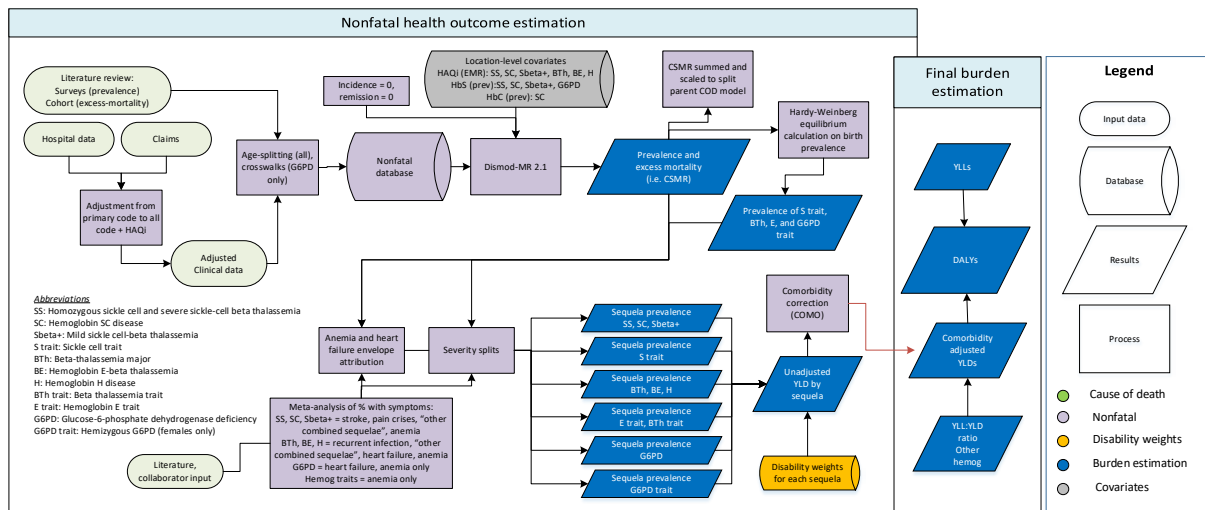 Nonfatal health outcome estimation
Literature review:
Surveys (prevalence)
Cohort (excess-mortality)
Hospital data
Claims
Adjustment from
primary code to all
code + HAQi
Adjusted
Clinical data
Age-splitting (all),
crosswalks (G6PD
only)
Nonfatal
database
Incidence = 0,
remission = 0
Location-level covariates
HAQi (EMR): SS, SC, Sbeta+, BTh, BE, H
HbS (prev):SS, SC, Sbeta+, G6PD
HbC (prev): SC
Dismod-MR 2.1
Prevalence and
excess mortality
(i.e. CSMR)
CSMR summed and
scaled to split
parent COD model
Hardy-Weinberg
equilibrium
calculation on birth
prevalence
Prevalence of S trait,
BTh, E, and G6PD
trait
Abbreviations
SS: Homozygous sickle cell and severe sickle-cell beta thalassemia
SC: Hemoglobin SC disease
Sbeta+: Mild sickle cell-beta thalassemia
S trait: Sickle cell trait
BTh: Beta-thalassemia major
BE: Hemoglobin E-beta thalassemia
H: Hemoglobin H disease
BTh trait: Beta thalassemia trait
E trait: Hemoglobin E trait
G6PD: Glucose-6-phosphate dehydrogenase deficiency
G6PD trait: Hemizygous G6PD (females only)
Literature,
collaborator input
Anemia and heart
failure envelope
attribution
Severity splits
Meta-analysis of % with symptoms:
SS, SC, Sbeta+ = stroke, pain crises, "other
combined sequelae", anemia
BTh, BE, H = recurrent infection, "other
combined sequelae", heart failure, anemia
G6PD = heart failure, anemia only
Hemog traits = anemia only
Sequela prevalence
SS, SC, Sbeta+
Sequela prevalence
S trait
Sequela prevalence
BTh, BE, H
Sequela prevalence
E trait, BTh trait
Sequela prevalence
G6PD
Sequela prevalence
G6PD trait
Comorbidity
correction
(COMO)
Unadjusted
YLD by
sequela
Disability weights
for each sequela
Final burden
estimation
YLLs
DALYs
Comorbidity
adjusted
YLDs
YLL:YLD
ratio
Other
hemog
Legend
Input data
Database
Results
Process
Cause of death
Nonfatal
Disability weights
Burden estimation
Covariates